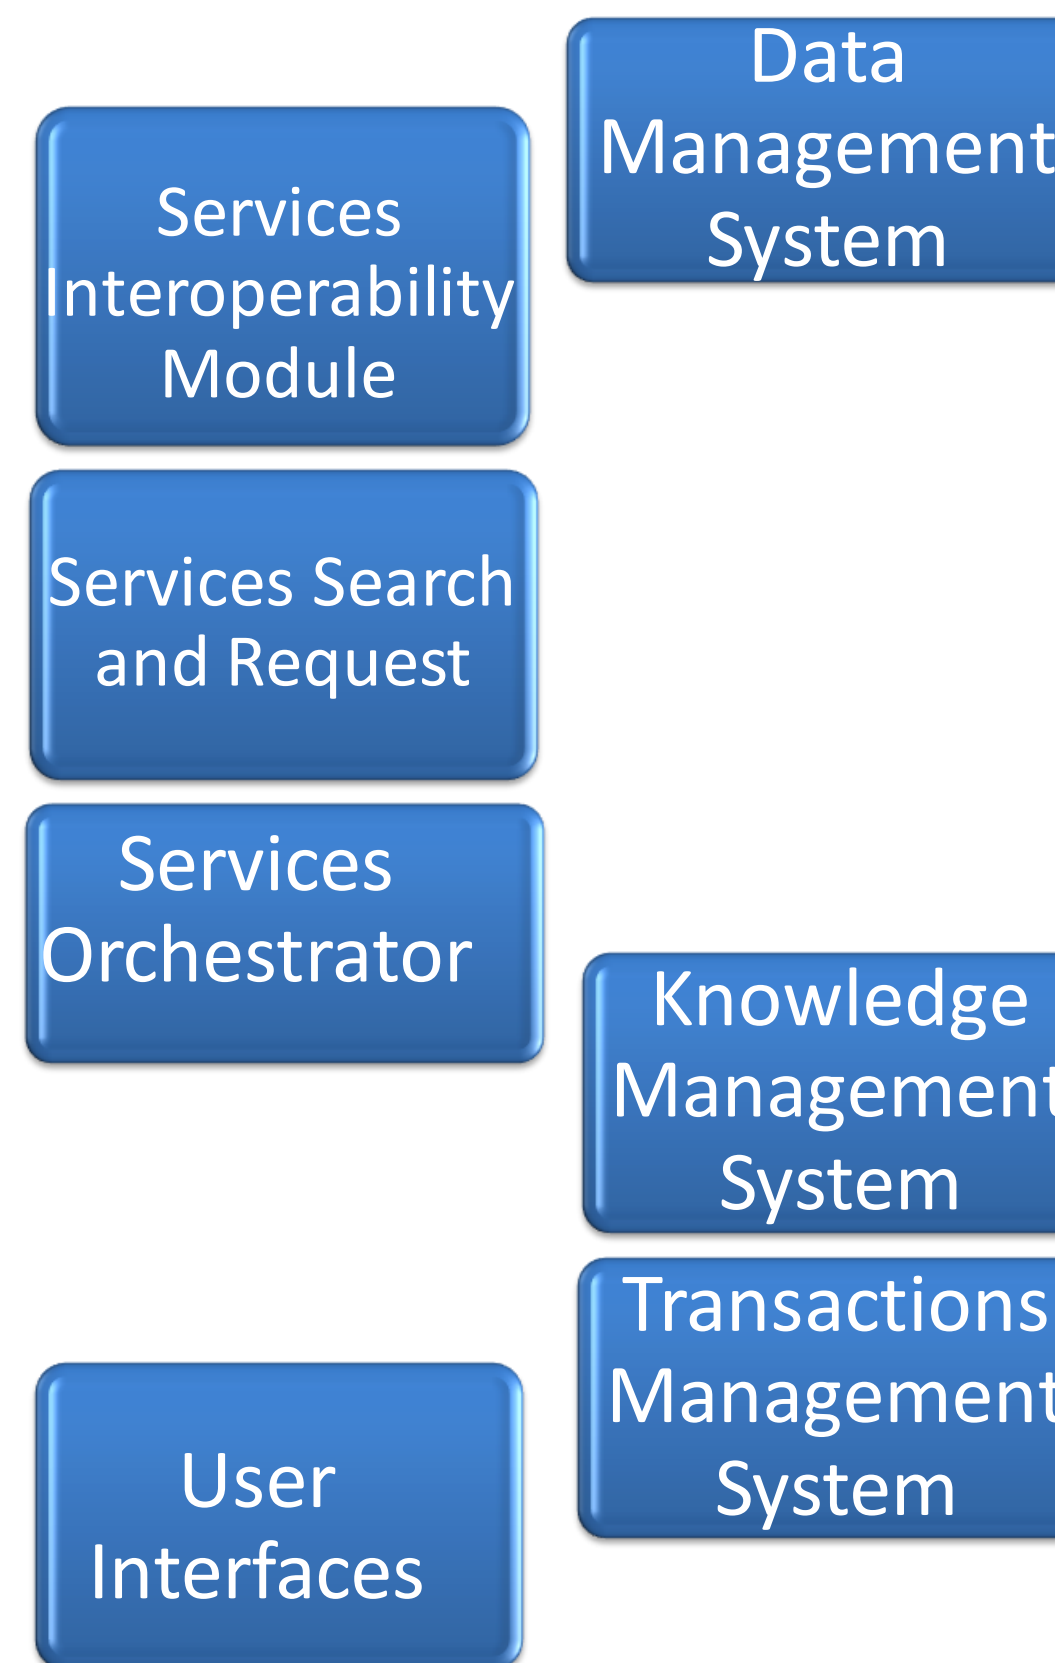 Data
Management
System
Services
Interoperability
Module
Services Search
and Request
Services
Orchestrator
Knowledge
Management
System
Transactions
Management
System
User
Interfaces